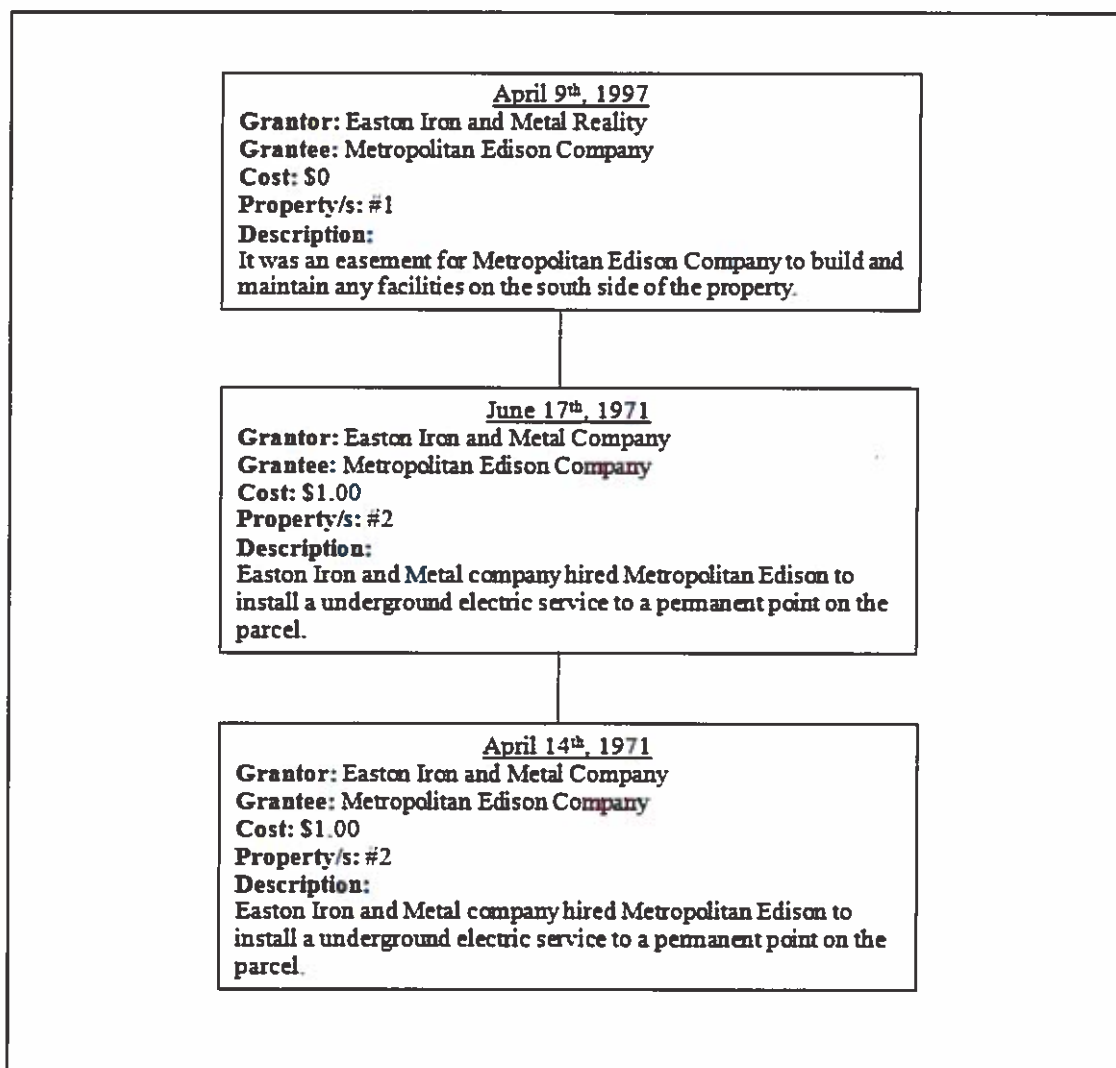 April 9th, 1997
Grantor: Easton Iron and Metal Reality
Grantee: Metropolitan Edison Company
Cost: $0
Property/s: #1
Description:
It was an easement for Metropolitan Edison Company to build and
maintain any facilities on the south side of the property.
June 17th, 1971
Grantor: Easton Iron and Metal Company
Grantee: Metropolitan Edison Company
Cost: $1.00
Property/s: #2
Description:
Easton Iron and Metal company hired Metropolitan Edison to
install a underground electric service to a permanent point on the
parcel.
April 14th, 1971
Grantor: Easton Iron and Metal Company
Grantee: Metropolitan Edison Company
Cost: $1.00
Property/s: #2
Description:
Easton Iron and Metal company hired Metropolitan Edison to
install a underground electric service to a permanent point on the
parcel.